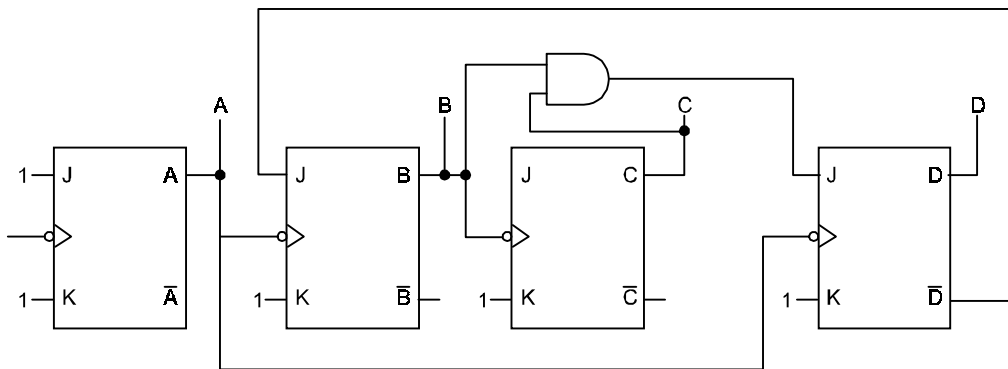 A B C D
1 J A J B J C J D
1 K A̅ 1 K B̅ 1 K C̅ 1 K D̅